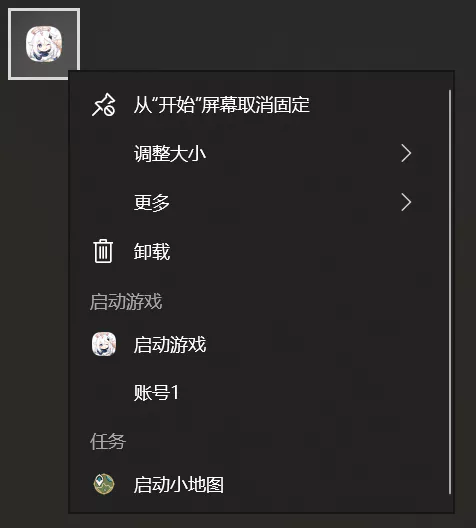 从“开始”屏幕取消固定
调整大小
更多
卸载
启动游戏
启动游戏
账号1
任务
启动小地图